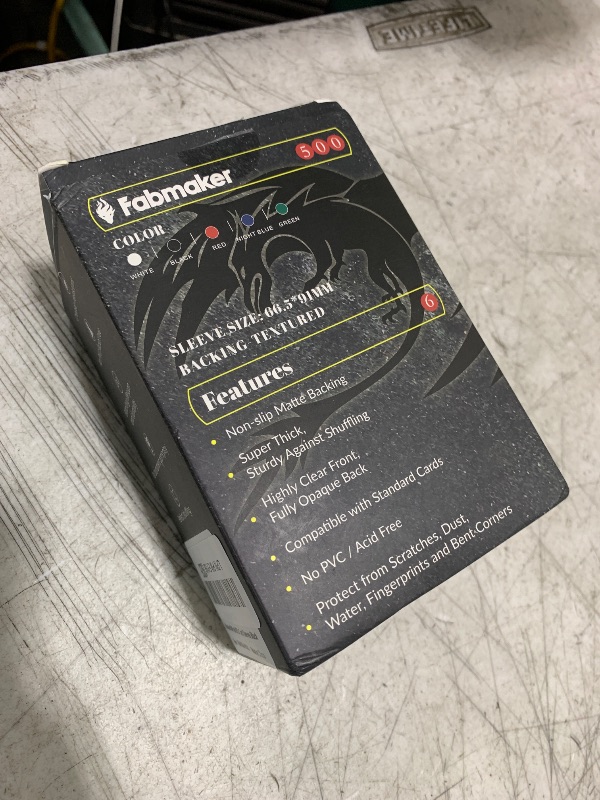 Fabmaker
500
COLOR
WHITE
BLACK
RED
NIGHT BLUE
GREEN
SLEEVE SIZE: 66.5*91MM
BACKING TEXTURED
Features
6
Non-slip Matte Backing
Super Thick,
Sturdy Against Shuffling
Highly Clear Front,
Fully Opaque Back
Compatible with Standard Cards
No PVC / Acid Free
Protect from Scratches, Dust,
Water, Fingerprints and Bent Corners